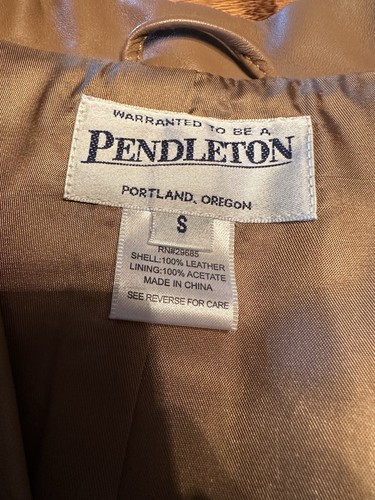 WARRANTED TO BE A
PENDLETON
PORTLAND, OREGON
S
RN#29685
SHELL:100% LEATHER
LINING:100% ACETATE
MADE IN CHINA
SEE REVERSE FOR CARE